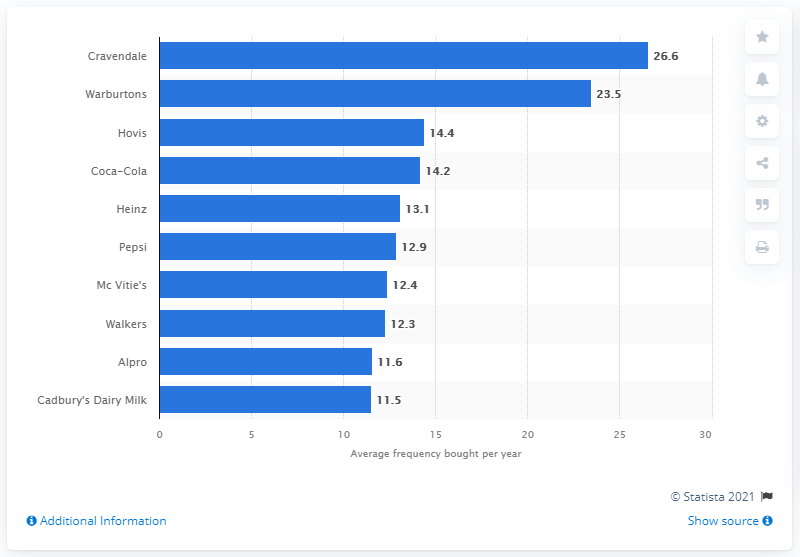 Cravendale 26.6
Warburtons 23.5
Hovis 14.4
Coca-Cola 14.2
Heinz 13.1
Pepsi 12.9
Mc Vitie's 12.4
Walkers 12.3
Alpro 11.6
Cadbury's Dairy Milk 11.5
0 5 10 15 20 25 30
Average frequency bought per year
© Statista 2021
Additional Information Show source